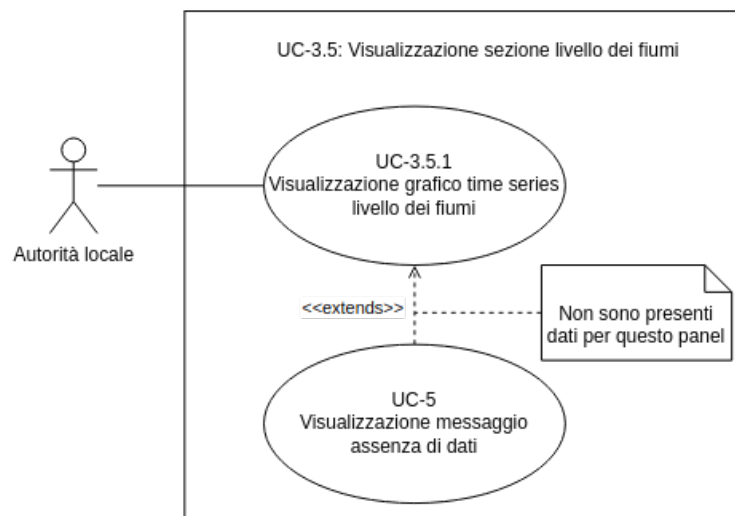 UC-3.5: Visualizzazione sezione livello dei fiumi
UC-3.5.1
Visualizzazione grafico time series
livello dei fiumi
Autorità locale
<<extends>>
Non sono presenti
dati per questo panel
UC-5
Visualizzazione messaggio
assenza di dati